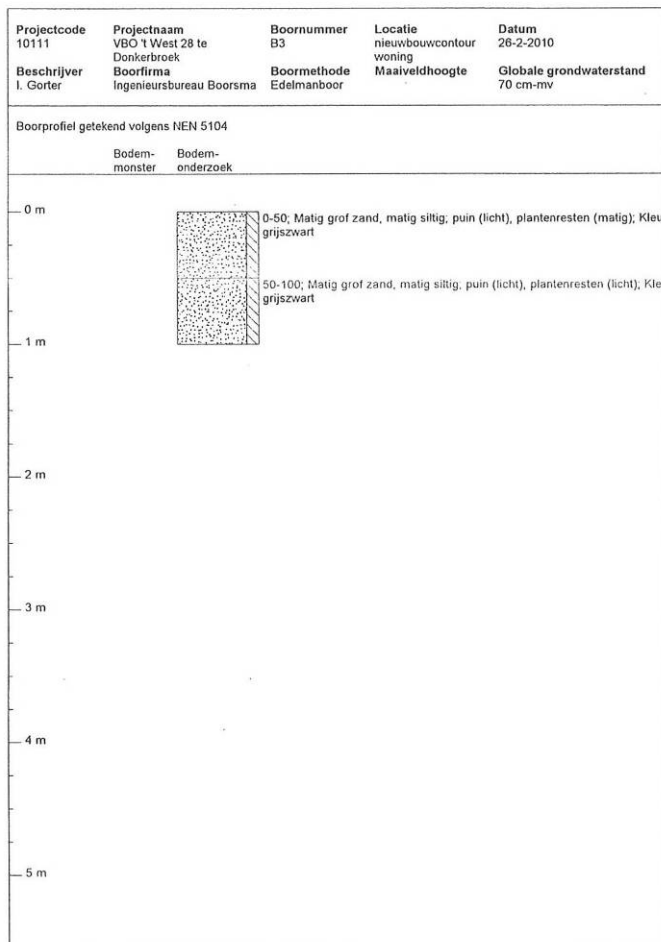 Projectcode Projectnaam Boornummer Locatie Datum
10111 VBO 't West 28 te B3 nieuwbouwcontour 26-2-2010
Donkerbroek woning
Beschrijver Boorfirma Boormethode Maaiveldhoogte Globale grondwaterstand
I. Gorter Ingenieursbureau Boorsma Edelmanboor 70 cm-mv
Boorprofiel getekend volgens NEN 5104
Bodem- Bodem-
monster onderzoek
0 m
0-50; Matig grof zand, matig siltig; puin (licht), plantenresten (matig); Kleu
grijszwart
50-100; Matig grof zand, matig siltig; puin (licht), plantenresten (licht); Kle
grijszwart
1 m
2 m
3 m
4 m
5 m